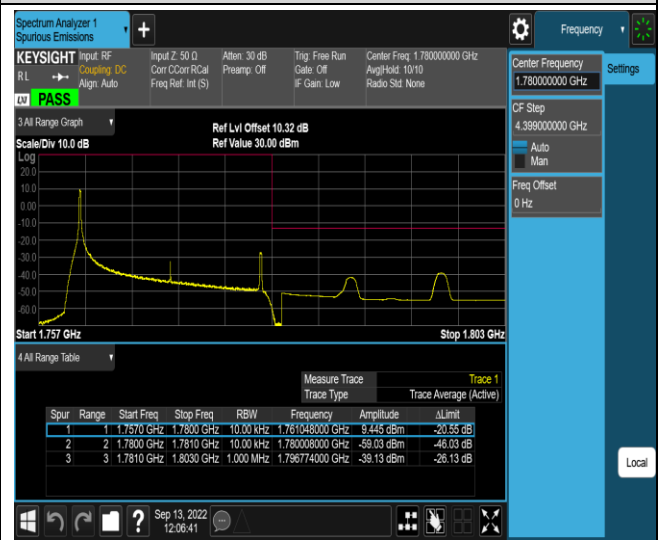 Spectrum Analyzer 1
Spurious Emissions
+
Frequency
KEYSIGHT Input: RF Input Z: 50 Ω Atten: 30 dB Trig: Free Run Center Freq: 1.780000000 GHz
R L Coupling: DC Corr CCorr RCal Preamp: Off Gate: Off Avg|Hold: 10/10
Align: Auto Freq Ref: Int (S) IF Gain: Low Radio Std: None
LXI PASS
Center Frequency
1.780000000 GHz
Settings
CF Step
4.399000000 GHz
Auto
Man
Freq Offset
0 Hz
3 All Range Graph
Ref Lvl Offset 10.32 dB
Scale/Div 10.0 dB Ref Value 30.00 dBm
Log
20.0
10.0
0.00
-10.0
-20.0
-30.0
-40.0
-50.0
-60.0
Start 1.757 GHz Stop 1.803 GHz
4 All Range Table
Measure Trace Trace 1
Trace Type Trace Average (Active)
Spur Range Start Freq Stop Freq RBW Frequency Amplitude ΔLimit
1 1 1.7570 GHz 1.7800 GHz 10.00 kHz 1.761048000 GHz 9.445 dBm -20.55 dB
2 2 1.7800 GHz 1.7810 GHz 10.00 kHz 1.780008000 GHz -59.03 dBm -46.03 dB
3 3 1.7810 GHz 1.8030 GHz 1.000 MHz 1.796774000 GHz -39.13 dBm -26.13 dB
Local
? Sep 13, 2022
12:06:41